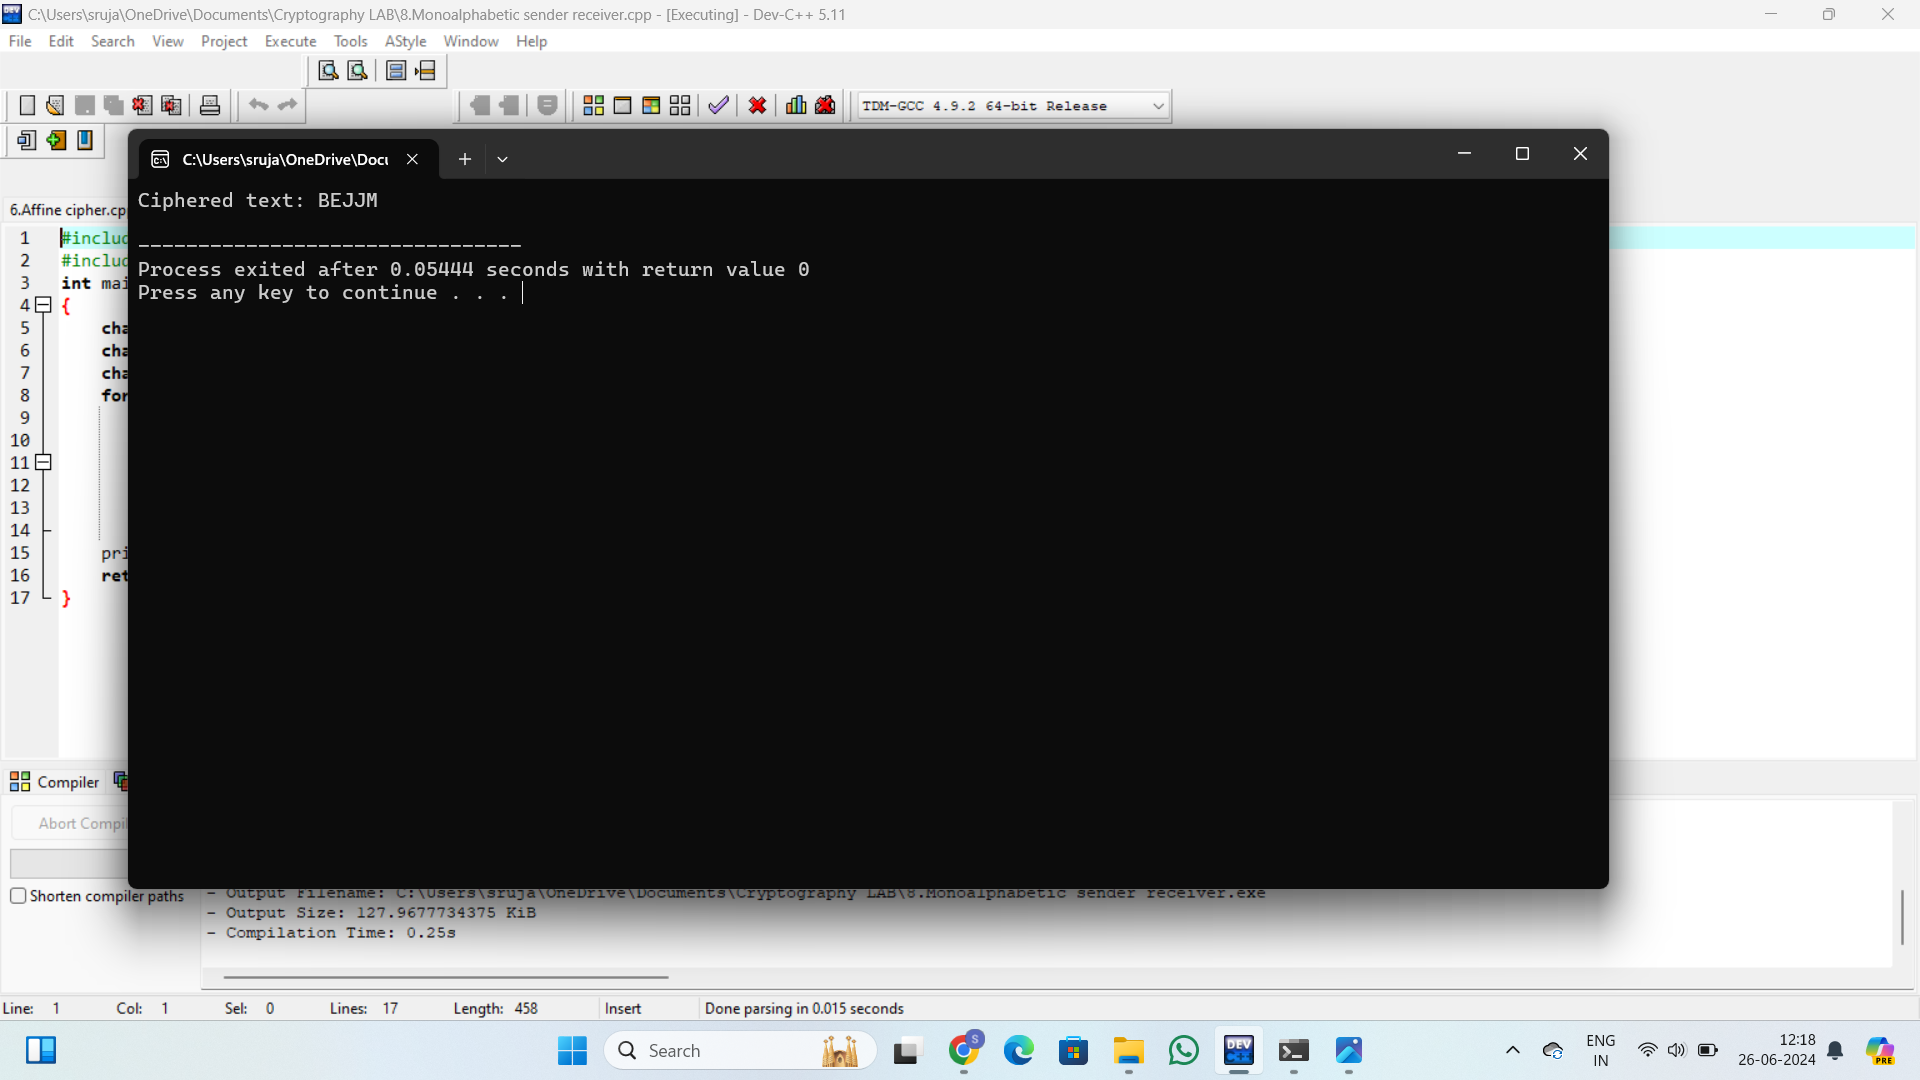 C:\Users\sruja\OneDrive\Documents\Cryptography LAB\8.Monoalphabetic sender receiver.cpp - [Executing] - Dev-C++ 5.11
File Edit Search View Project Execute Tools AStyle Window Help
TDM-GCC 4.9.2 64-bit Release
C:\Users\sruja\OneDrive\Docu
Ciphered text: BEJJM
--------------------------------
Process exited after 0.05444 seconds with return value 0
Press any key to continue . . .
6.Affine cipher.cpp
1 #includ
2 #includ
3 int mai
4 {
5 cha
6 cha
7 cha
8 for
9
10
11
12
13
14
15 pri
16 ret
17 }
Compiler
Abort Compil
Shorten compiler paths
- Output Filename: C:\Users\sruja\OneDrive\Documents\Cryptography LAB\8.Monoalphabetic sender receiver.exe
- Output Size: 127.9677734375 KiB
- Compilation Time: 0.25s
Line: 1 Col: 1 Sel: 0 Lines: 17 Length: 458 Insert Done parsing in 0.015 seconds
Search
S
DEV
ENG
IN
12:18
26-06-2024
PRE